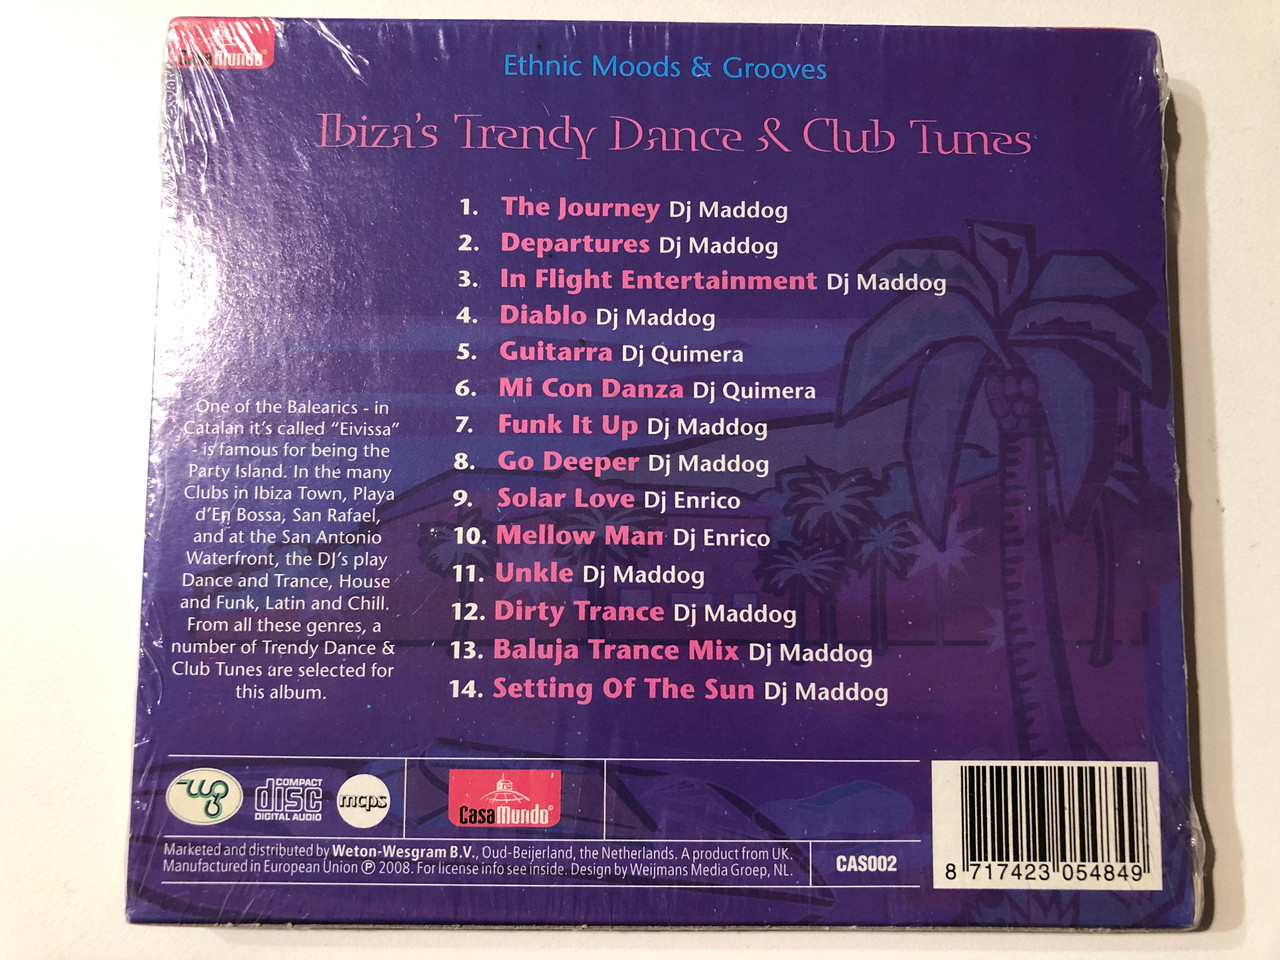 CasaMundo®
Ethnic Moods & Grooves
Ibiza's Trendy Dance & Club Tunes
1. The Journey Dj Maddog
2. Departures Dj Maddog
3. In Flight Entertainment Dj Maddog
4. Diablo Dj Maddog
5. Guitarra Dj Quimera
6. Mi Con Danza Dj Quimera
7. Funk It Up Dj Maddog
8. Go Deeper Dj Maddog
9. Solar Love Dj Enrico
10. Mellow Man Dj Enrico
11. Unkle Dj Maddog
12. Dirty Trance Dj Maddog
13. Baluja Trance Mix Dj Maddog
14. Setting Of The Sun Dj Maddog
One of the Balearics - in
Catalan it's called "Eivissa"
- is famous for being the
Party Island. In the many
Clubs in Ibiza Town, Playa
d'En Bossa, San Rafael,
and at the San Antonio
Waterfront, the DJ's play
Dance and Trance, House
and Funk, Latin and Chill.
From all these genres, a
number of Trendy Dance &
Club Tunes are selected for
this album.
COMPACT
disc
DIGITAL AUDIO
mcps
CasaMundo®
Marketed and distributed by Weton-Wesgram B.V., Oud-Beijerland, the Netherlands. A product from UK.
Manufactured in European Union ℗ 2008. For license info see inside. Design by Weijmans Media Groep, NL.
CAS002
8 717423 054849